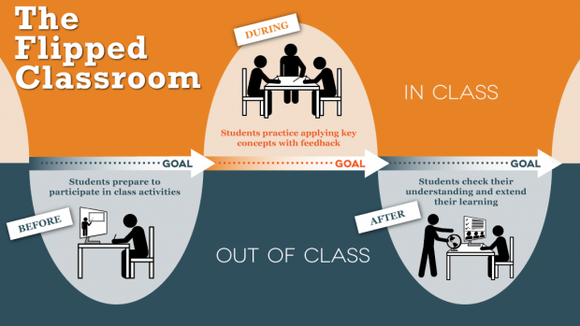 The
Flipped
Classroom
DURING
IN CLASS
Students practice applying key
concepts with feedback
GOAL
GOAL
GOAL
Students prepare to
participate in class activities
BEFORE
OUT OF CLASS
Students check their
understanding and extend
their learning
AFTER